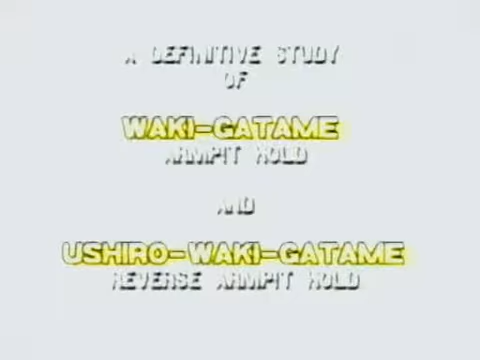 A DEFINITIVE STUDY
OF
WAKI-GATAME
ARMPIT HOLD
AND
USHIRO-WAKI-GATAME
REVERSE ARMPIT HOLD